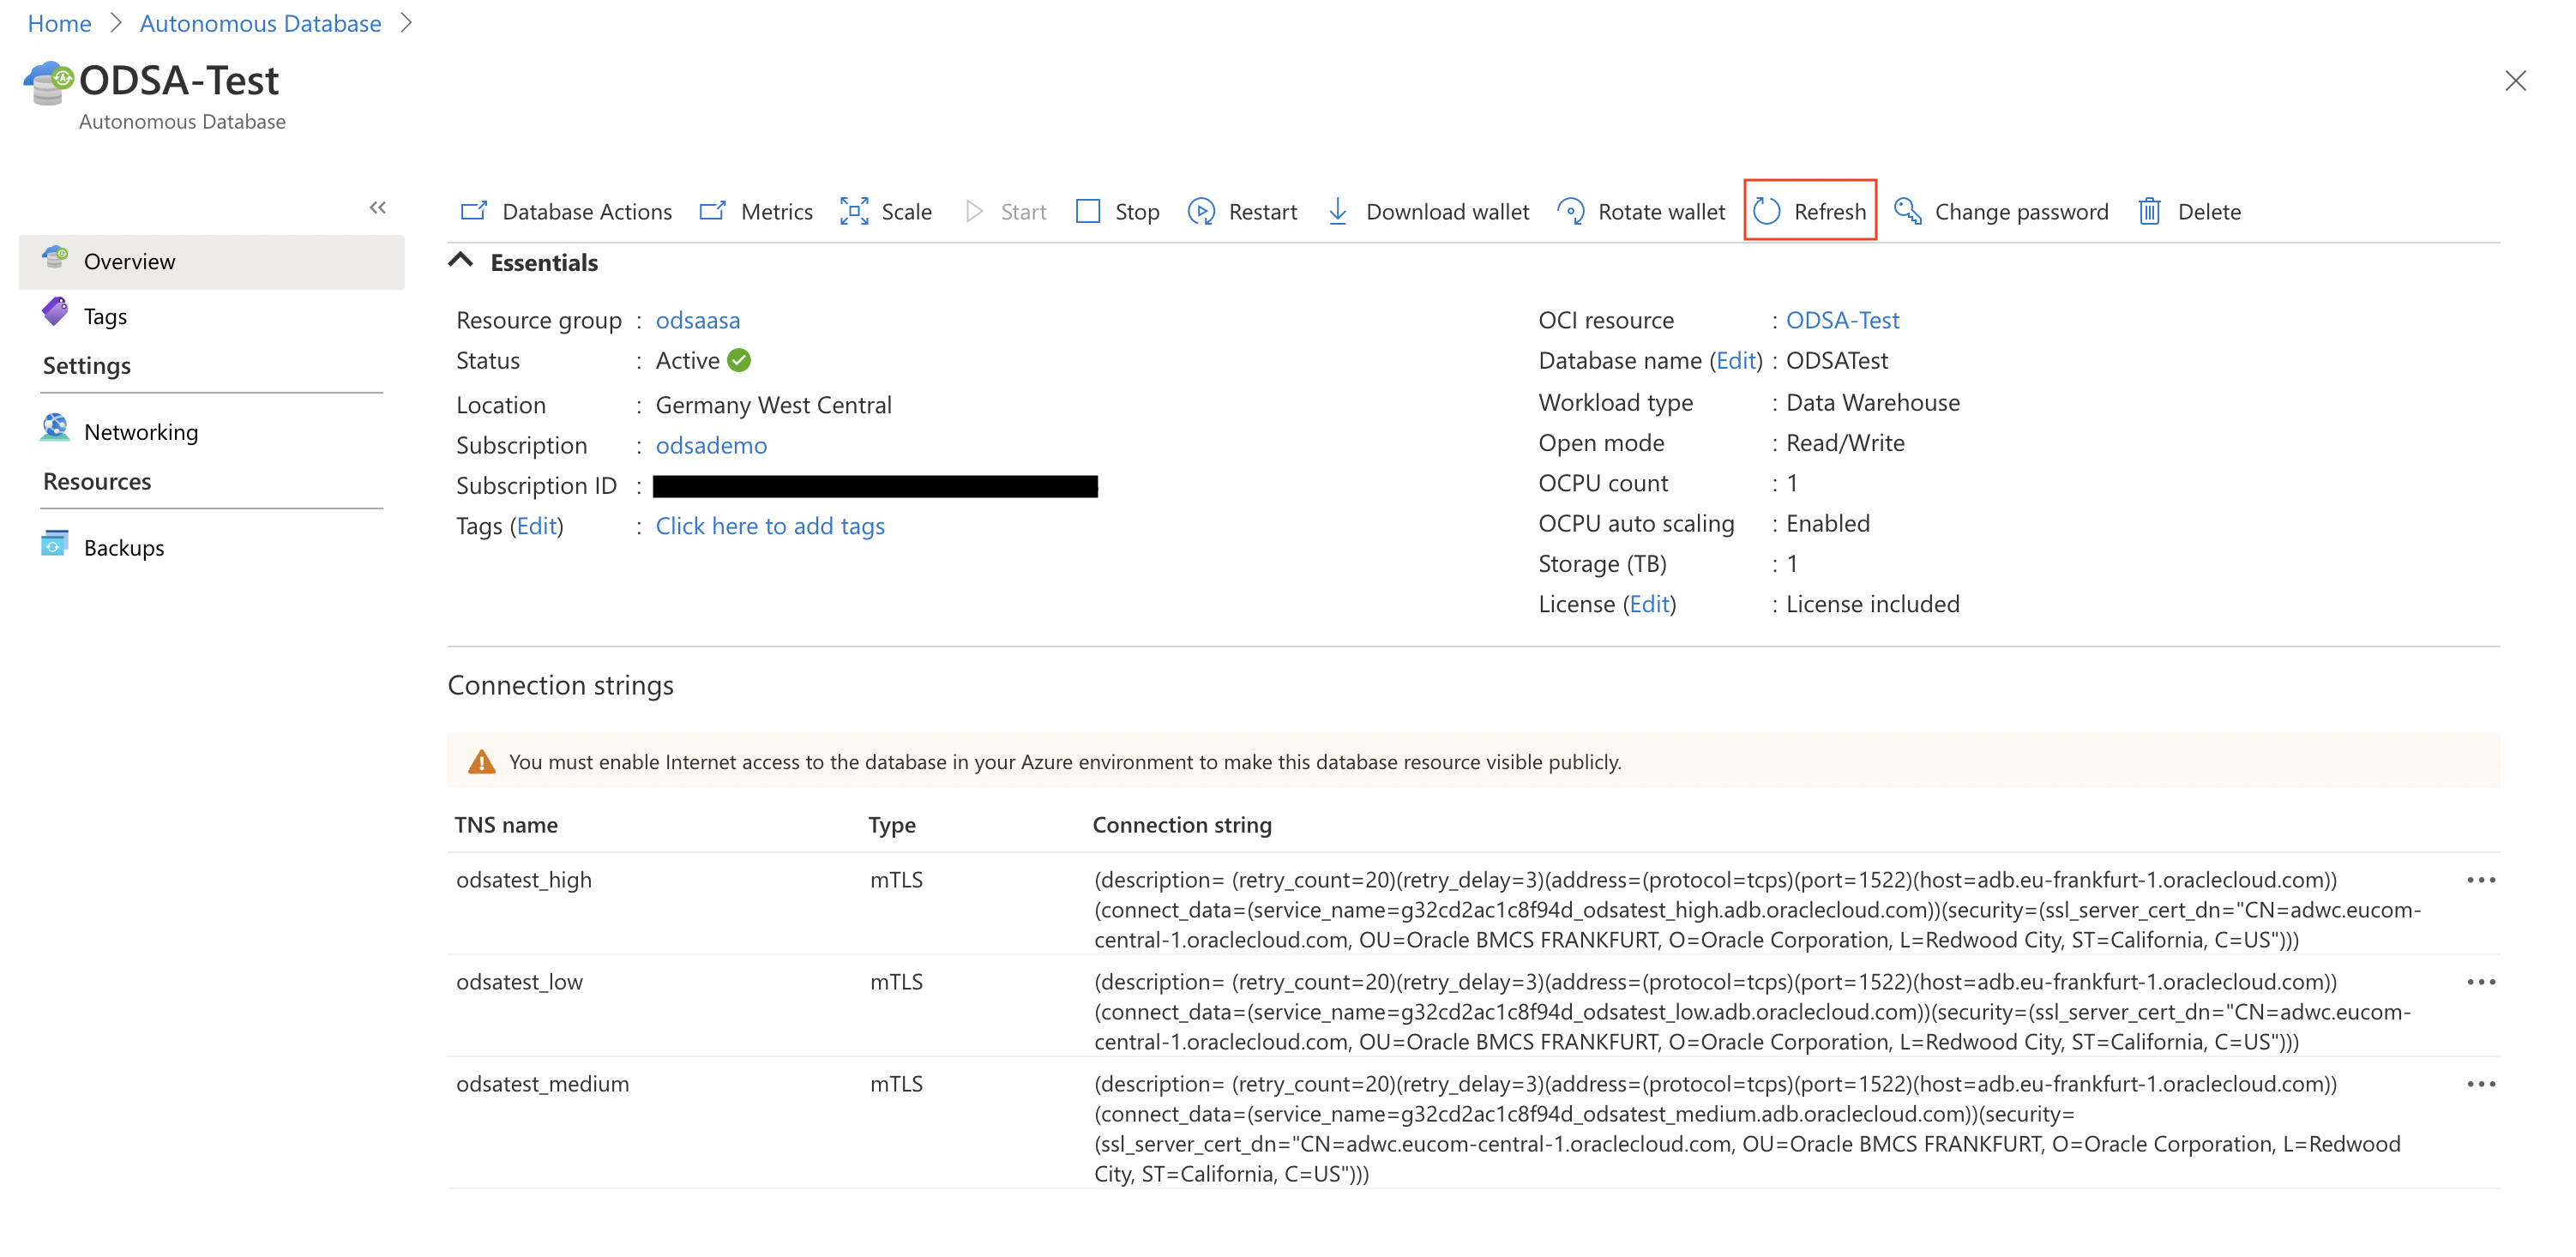 Home > Autonomous Database >
ODSA-Test
Autonomous Database
«
Database Actions Metrics Scale Start Stop Restart Download wallet Rotate wallet Refresh Change password Delete
Overview
Tags
Settings
Networking
Resources
Backups
Essentials
Resource group : odsaasa
Status : Active
Location : Germany West Central
Subscription : odsademo
Subscription ID :
Tags (Edit) : Click here to add tags
OCI resource : ODSA-Test
Database name (Edit) : ODSATest
Workload type : Data Warehouse
Open mode : Read/Write
OCPU count : 1
OCPU auto scaling : Enabled
Storage (TB) : 1
License (Edit) : License included
Connection strings
You must enable Internet access to the database in your Azure environment to make this database resource visible publicly.
TNS name Type Connection string
odsatest_high mTLS (description= (retry_count=20)(retry_delay=3)(address=(protocol=tcps)(port=1522)(host=adb.eu-frankfurt-1.oraclecloud.com))
(connect_data=(service_name=g32cd2ac1c8f94d_odsatest_high.adb.oraclecloud.com))(security=(ssl_server_cert_dn="CN=adwc.eucom-
central-1.oraclecloud.com, OU=Oracle BMCS FRANKFURT, O=Oracle Corporation, L=Redwood City, ST=California, C=US")))
odsatest_low mTLS (description= (retry_count=20)(retry_delay=3)(address=(protocol=tcps)(port=1522)(host=adb.eu-frankfurt-1.oraclecloud.com))
(connect_data=(service_name=g32cd2ac1c8f94d_odsatest_low.adb.oraclecloud.com))(security=(ssl_server_cert_dn="CN=adwc.eucom-
central-1.oraclecloud.com, OU=Oracle BMCS FRANKFURT, O=Oracle Corporation, L=Redwood City, ST=California, C=US")))
odsatest_medium mTLS (description= (retry_count=20)(retry_delay=3)(address=(protocol=tcps)(port=1522)(host=adb.eu-frankfurt-1.oraclecloud.com))
(connect_data=(service_name=g32cd2ac1c8f94d_odsatest_medium.adb.oraclecloud.com))(security=
(ssl_server_cert_dn="CN=adwc.eucom-central-1.oraclecloud.com, OU=Oracle BMCS FRANKFURT, O=Oracle Corporation, L=Redwood
City, ST=California, C=US")))